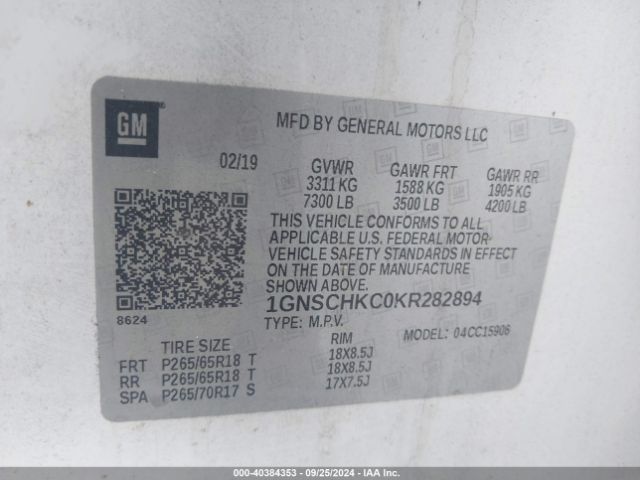 GM
MFD BY GENERAL MOTORS LLC
02/19
GVWR GAWR FRT GAWR RR
3311 KG 1588 KG 1905 KG
7300 LB 3500 LB 4200 LB
THIS VEHICLE CONFORMS TO ALL
APPLICABLE U.S. FEDERAL MOTOR
VEHICLE SAFETY STANDARDS IN EFFECT
ON THE DATE OF MANUFACTURE
SHOWN ABOVE.
1GNSCHKC0KR282894
8624
TYPE: M.P.V. MODEL: 04CC15906
TIRE SIZE RIM
FRT P265/65R18 T 18X8.5J
RR P265/65R18 T 18X8.5J
SPA P265/70R17 S 17X7.5J
000-40384353 / 09/25/2024 - IAA Inc.